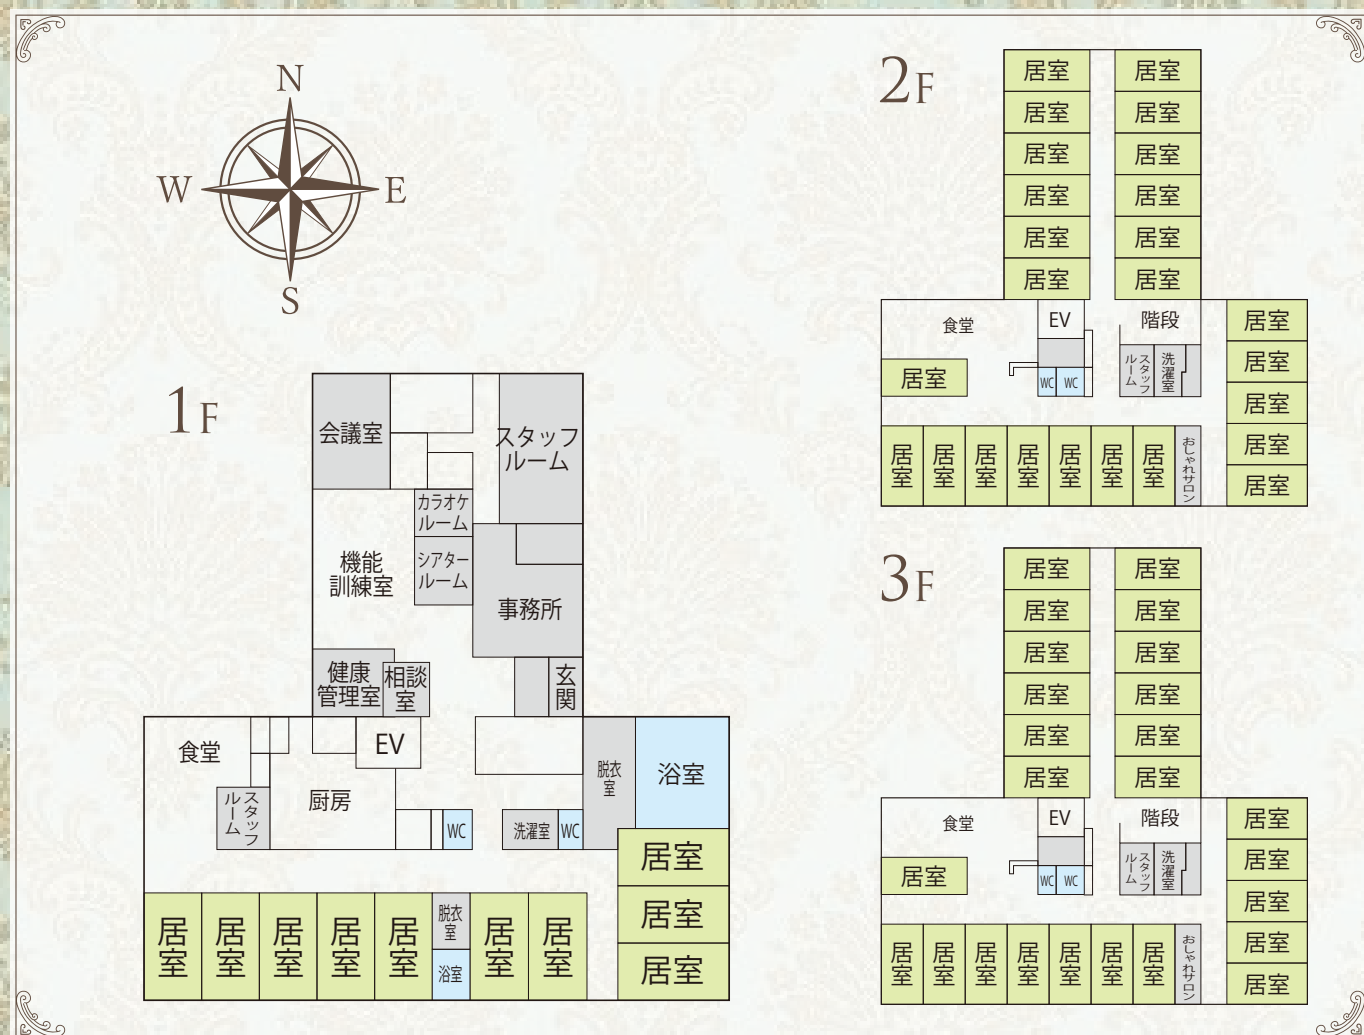 N
W
E
S
1F
会議室
スタッフ
ルーム
カラオケ
ルーム
機能
訓練室
シアター
ルーム
事務所
健康
管理室
相談
室
玄
関
食堂
EV
脱衣
室
浴室
スタッフ
ルーム
厨房
WC
洗濯室
WC
居室
居室
居室
居室
居室
居室
居室
居室
脱衣
室
浴室
居室
居室
2F
居室
居室
居室
居室
居室
居室
居室
居室
居室
居室
居室
居室
食堂
EV
階段
居室
WC
WC
スタッフ
ルーム
洗濯室
居室
居室
居室
居室
居室
居室
居室
居室
居室
居室
居室
居室
おしゃれサロン
3F
居室
居室
居室
居室
居室
居室
居室
居室
居室
居室
居室
居室
食堂
EV
階段
居室
WC
WC
スタッフ
ルーム
洗濯室
居室
居室
居室
居室
居室
居室
居室
居室
居室
居室
居室
居室
おしゃれサロン